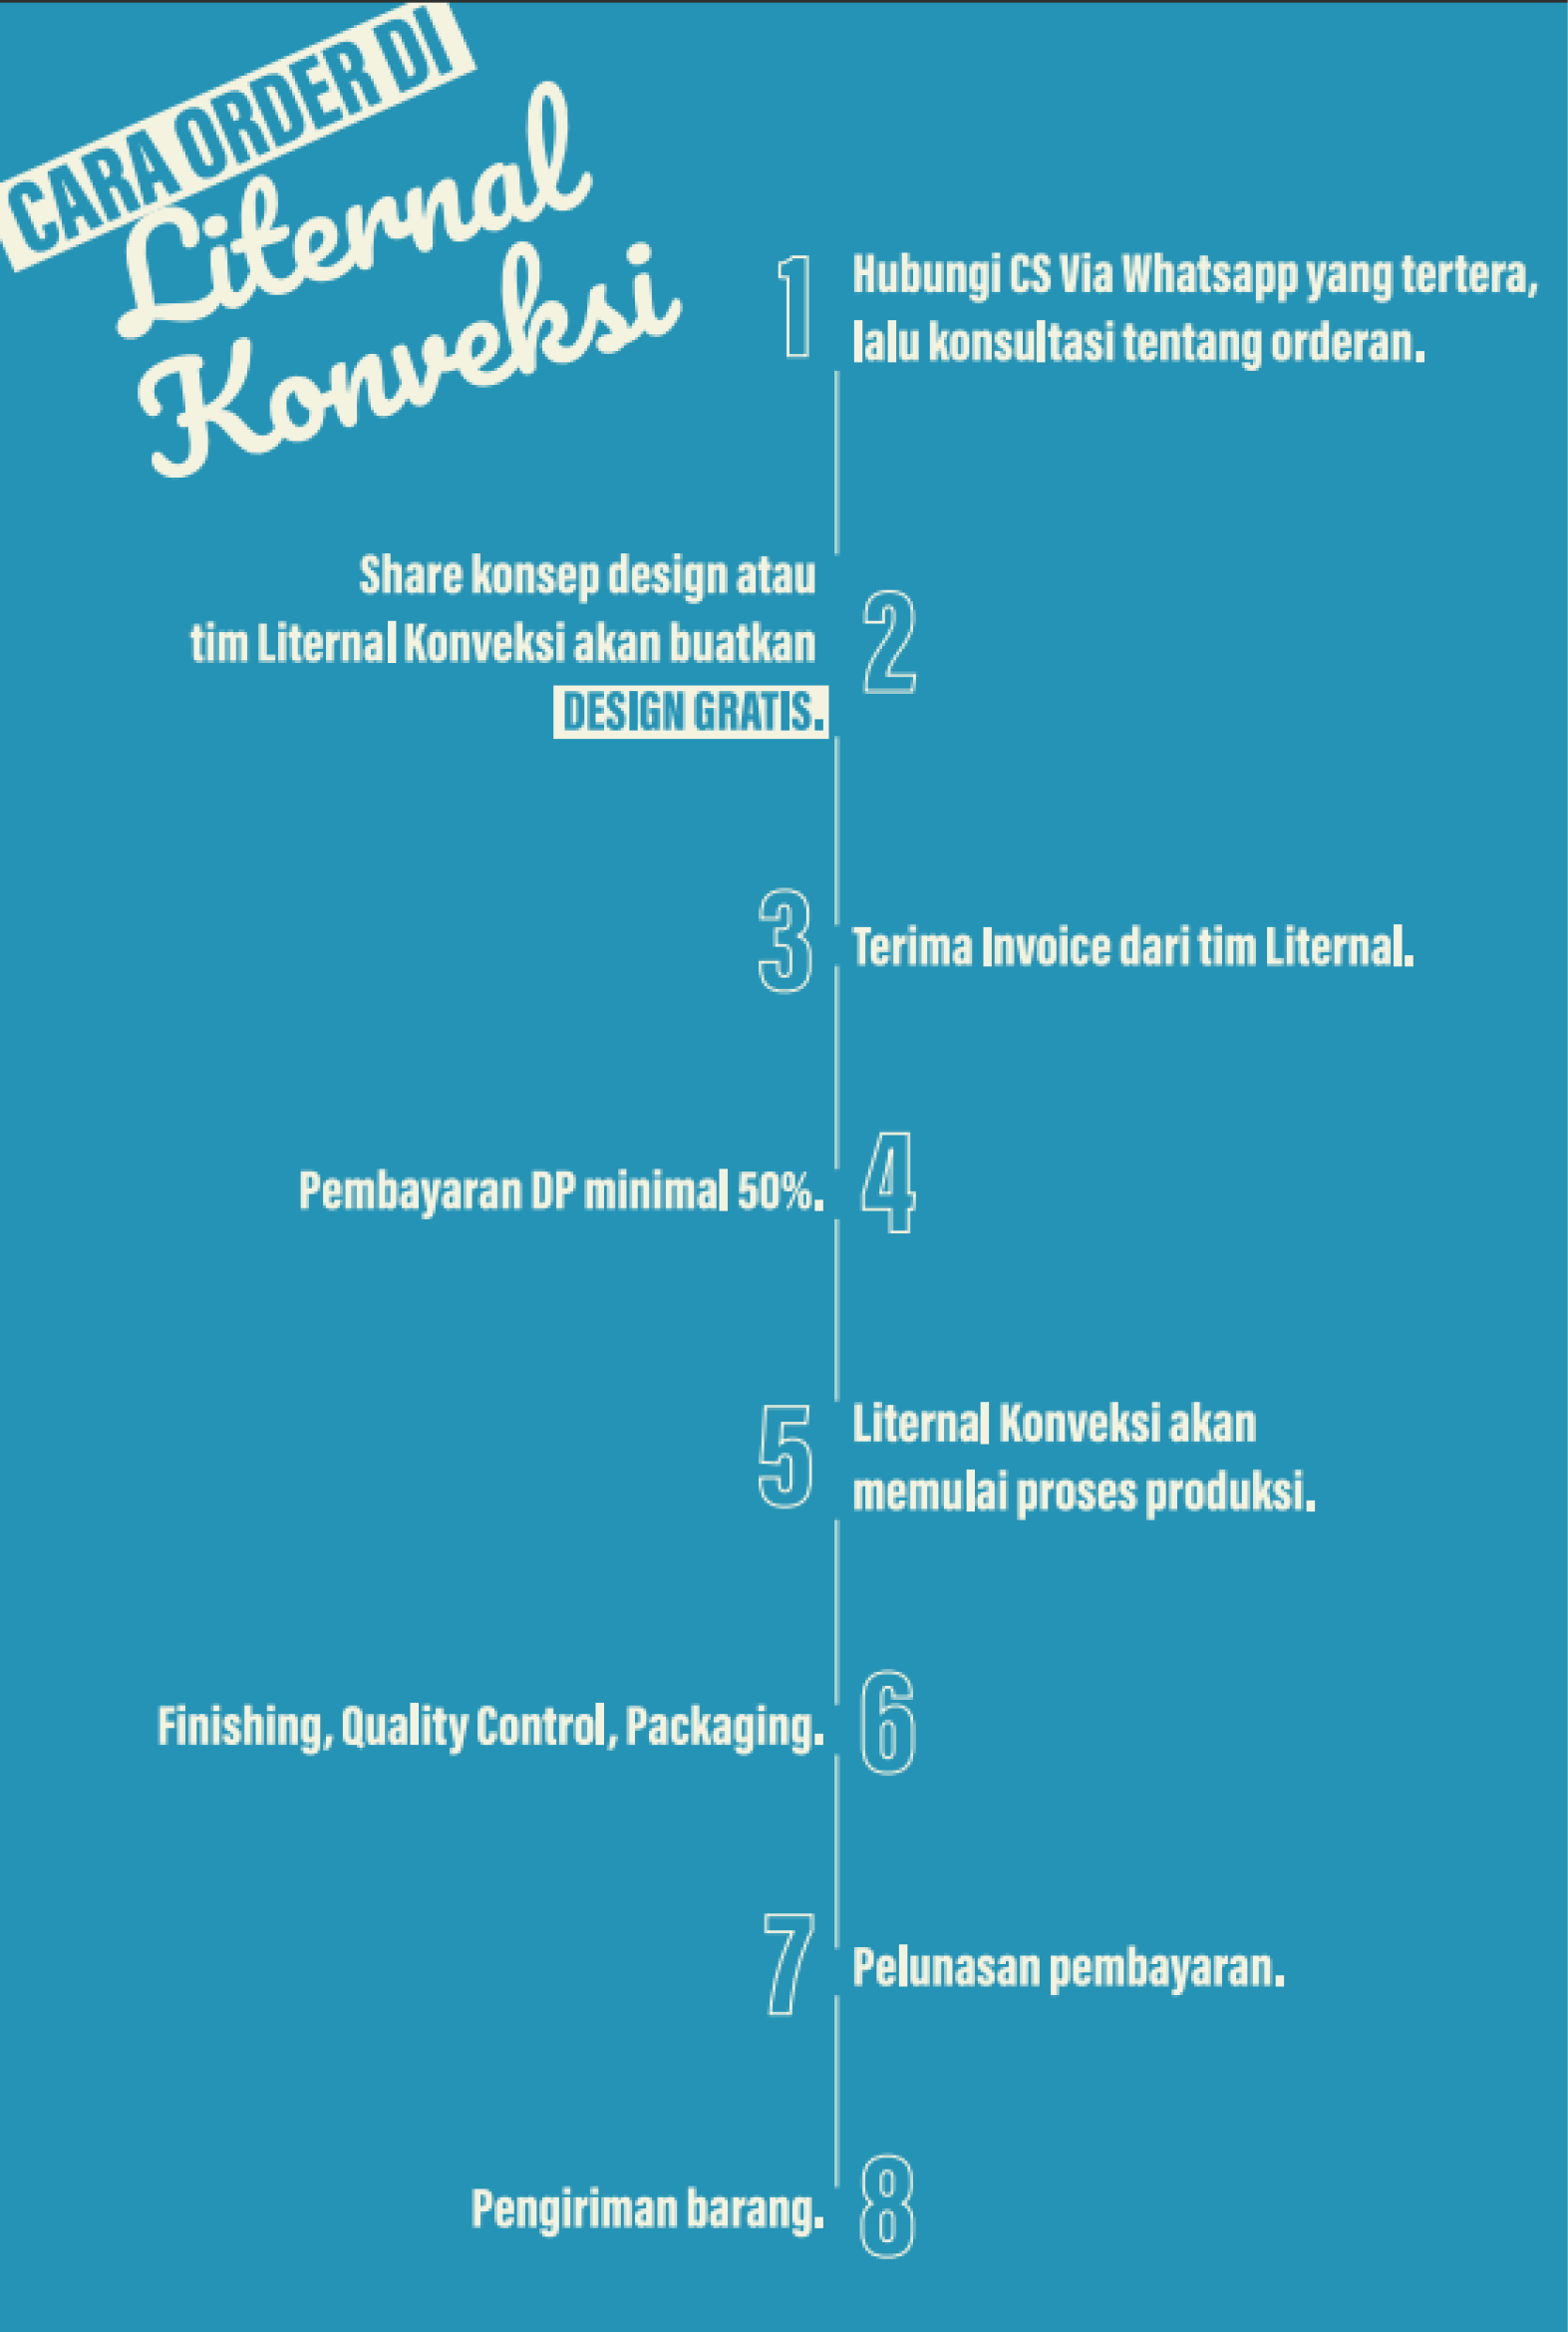 CARA ORDER DI
Liternal
Konveksi
1
Hubungi CS Via Whatsapp yang tertera,
lalu konsultasi tentang orderan.
Share konsep design atau
tim Liternal Konveksi akan buatkan
DESIGN GRATIS.
2
3
Terima Invoice dari tim Liternal.
Pembayaran DP minimal 50%.
4
5
Liternal Konveksi akan
memulai proses produksi.
Finishing, Quality Control, Packaging.
6
7
Pelunasan pembayaran.
Pengiriman barang.
8